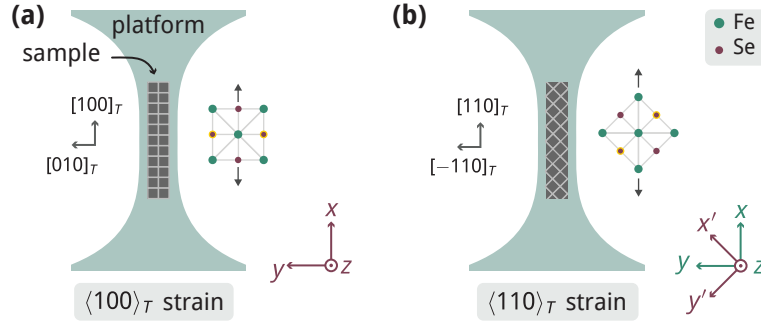 (a)
platform
sample
[100]T
[010]T
x
y
z
⟨100⟩T strain
(b)
Fe
Se
[110]T
[−110]T
x
x′
y
z
y′
⟨110⟩T strain